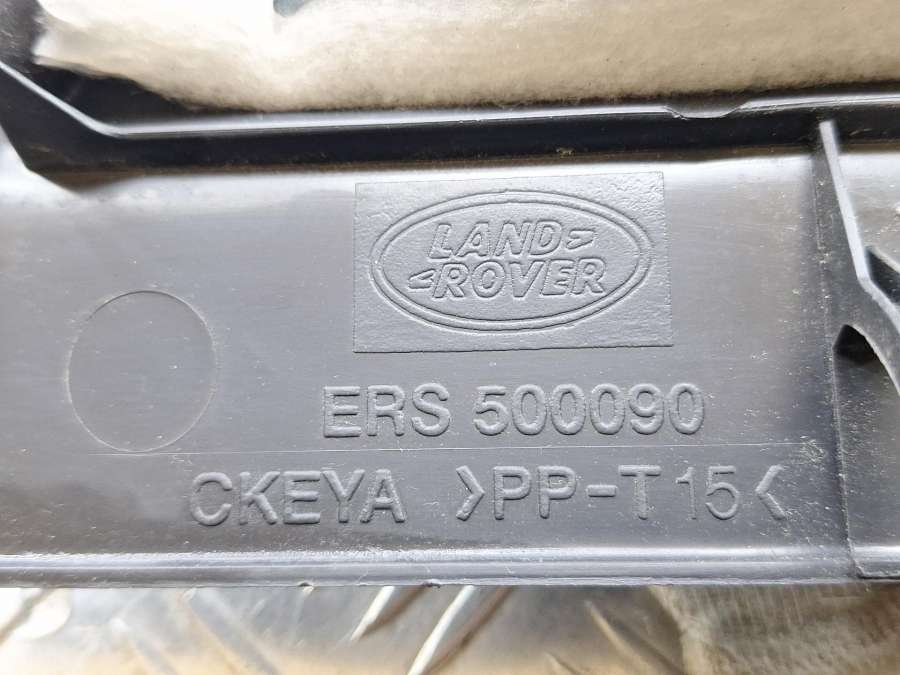 LAND
ROVER
ERS 500090
CKEYA >PP-T15<